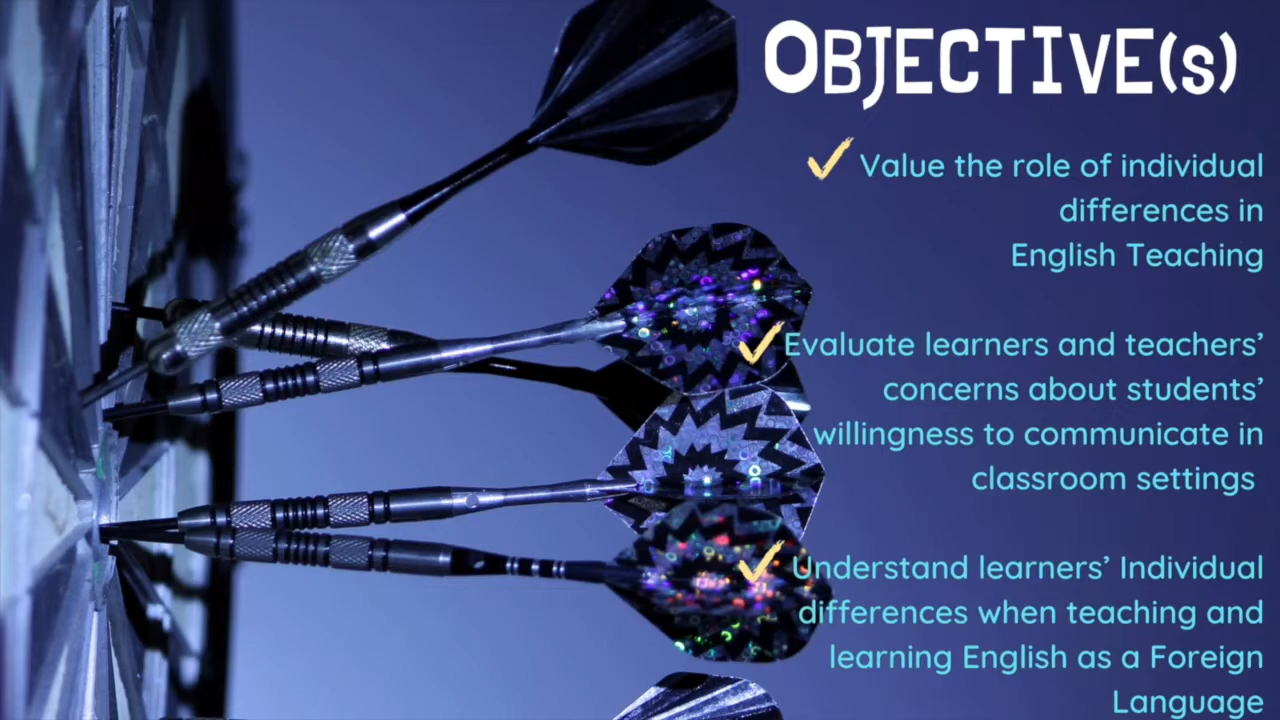 OBJECTIVE(s)
Value the role of individual
differences in
English Teaching
Evaluate learners and teachers’
concerns about students’
willingness to communicate in
classroom settings
Understand learners’ Individual
differences when teaching and
learning English as a Foreign
Language